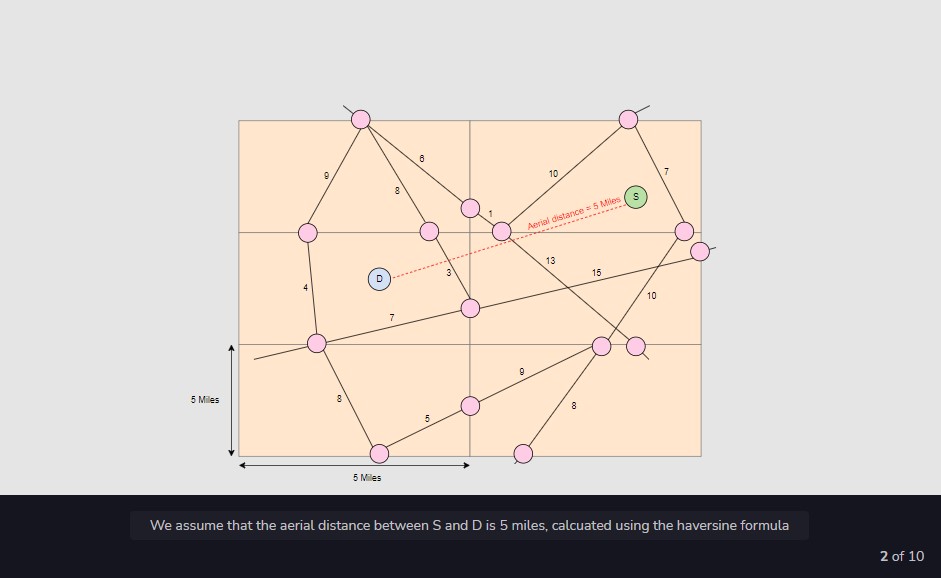 6
9
8
10
7
1
S
Aerial distance = 5 Miles
D
3
13
15
4
10
7
5 Miles
9
8
8
5
5 Miles
We assume that the aerial distance between S and D is 5 miles, calcuated using the haversine formula
2 of 10